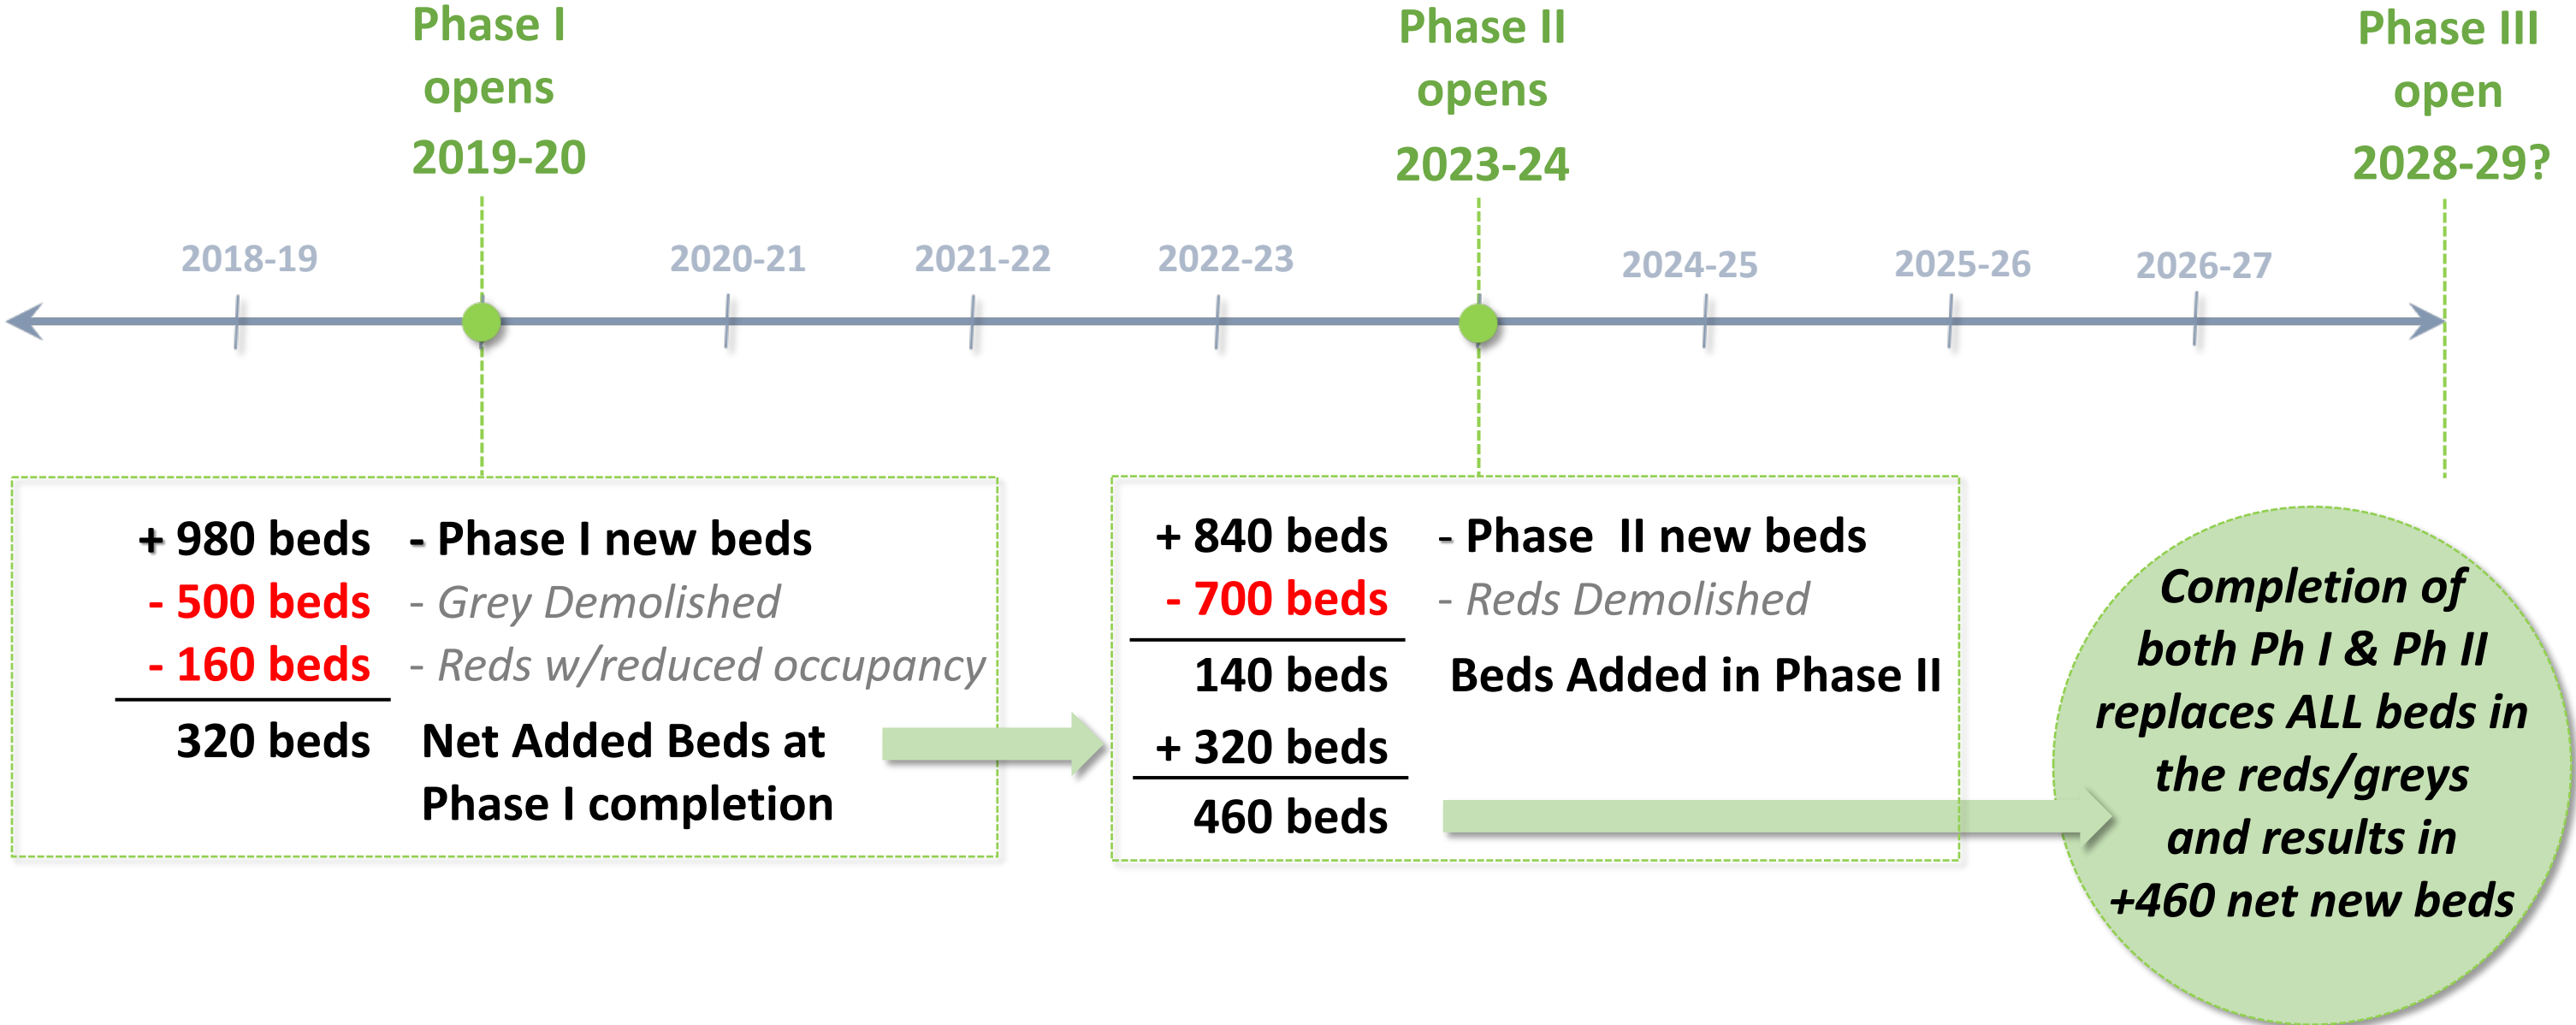 Phase I
opens
2019-20
Phase II
opens
2023-24
Phase III
open
2028-29?
2018-19
2020-21
2021-22
2022-23
2024-25
2025-26
2026-27
+ 980 beds - Phase I new beds
- 500 beds - Grey Demolished
- 160 beds - Reds w/reduced occupancy
320 beds Net Added Beds at
Phase I completion
+ 840 beds - Phase II new beds
- 700 beds - Reds Demolished
140 beds Beds Added in Phase II
+ 320 beds
460 beds
Completion of
both Ph I & Ph II
replaces ALL beds in
the reds/greys
and results in
+460 net new beds